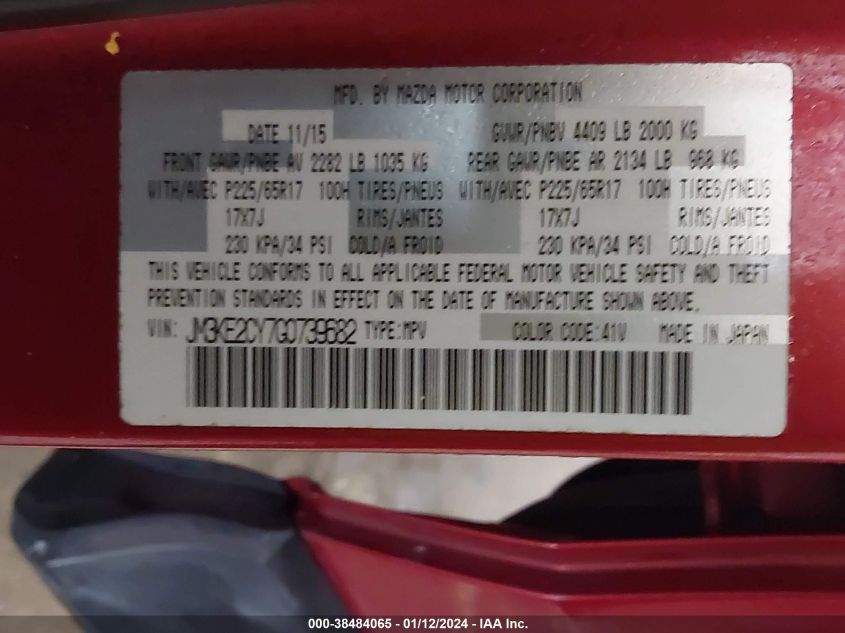 MFD. BY MAZDA MOTOR CORPORATION
DATE 11/15 GVWR/PNBV 4409 LB 2000 KG
FRONT GAWR/PNBE AV 2282 LB 1035 KG REAR GAWR/PNBE AR 2134 LB 968 KG
WITH/AVEC P225/65R17 100H TIRES/PNEUS WITH/AVEC P225/65R17 100H TIRES/PNEUS
17X7J RIMS/JANTES 17X7J RIMS/JANTES
230 KPA/34 PSI COLD/A FROID 230 KPA/34 PSI COLD/A FROID
THIS VEHICLE CONFORMS TO ALL APPLICABLE FEDERAL MOTOR VEHICLE SAFETY AND THEFT
PREVENTION STANDARDS IN EFFECT ON THE DATE OF MANUFACTURE SHOWN ABOVE.
VIN: JM3KE2CY7G0739682 TYPE:MPV COLOR CODE:41V MADE IN JAPAN
000-38484065 - 01/12/2024 - IAA Inc.